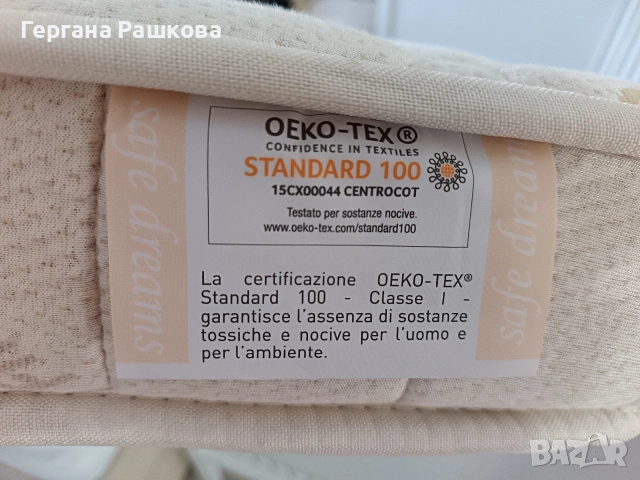 Гергана Рашкова
OEKO-TEX®
CONFIDENCE IN TEXTILES
STANDARD 100
15CX00044 CENTROCOT
Testato per sostanze nocive.
www.oeko-tex.com/standard100
safe dreams
safe dream
La certificazione OEKO-TEX®
Standard 100 - Classe I -
garantisce l'assenza di sostanze
tossiche e nocive per l'uomo e
per l'ambiente.
BAZAR.bg